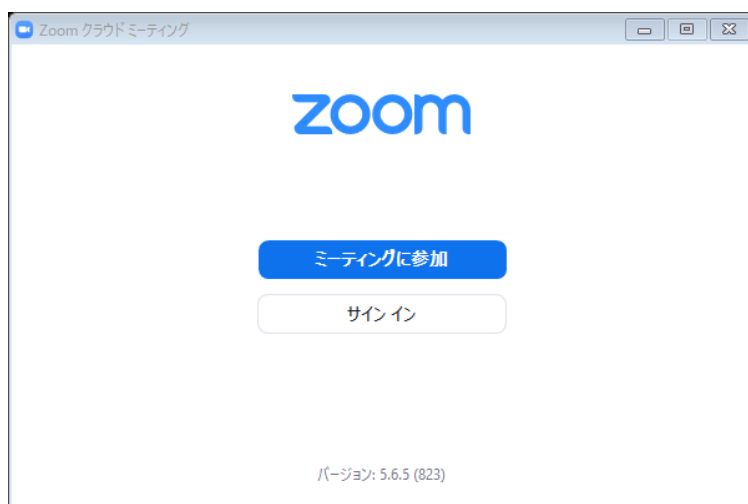 Zoom クラウド ミーティング
zoom
ミーティングに参加
サイン イン
バージョン: 5.6.5 (823)